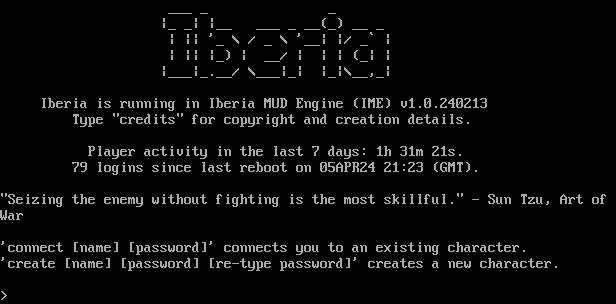 Iberia
Iberia is running in Iberia MUD Engine (IME) v1.0.240213
Type "credits" for copyright and creation details.
Player activity in the last 7 days: 1h 31m 21s.
79 logins since last reboot on 05APR24 21:23 (GMT).
"Seizing the enemy without fighting is the most skillful." - Sun Tzu, Art of
War
'connect [name] [password]' connects you to an existing character.
'create [name] [password] [re-type password]' creates a new character.
>